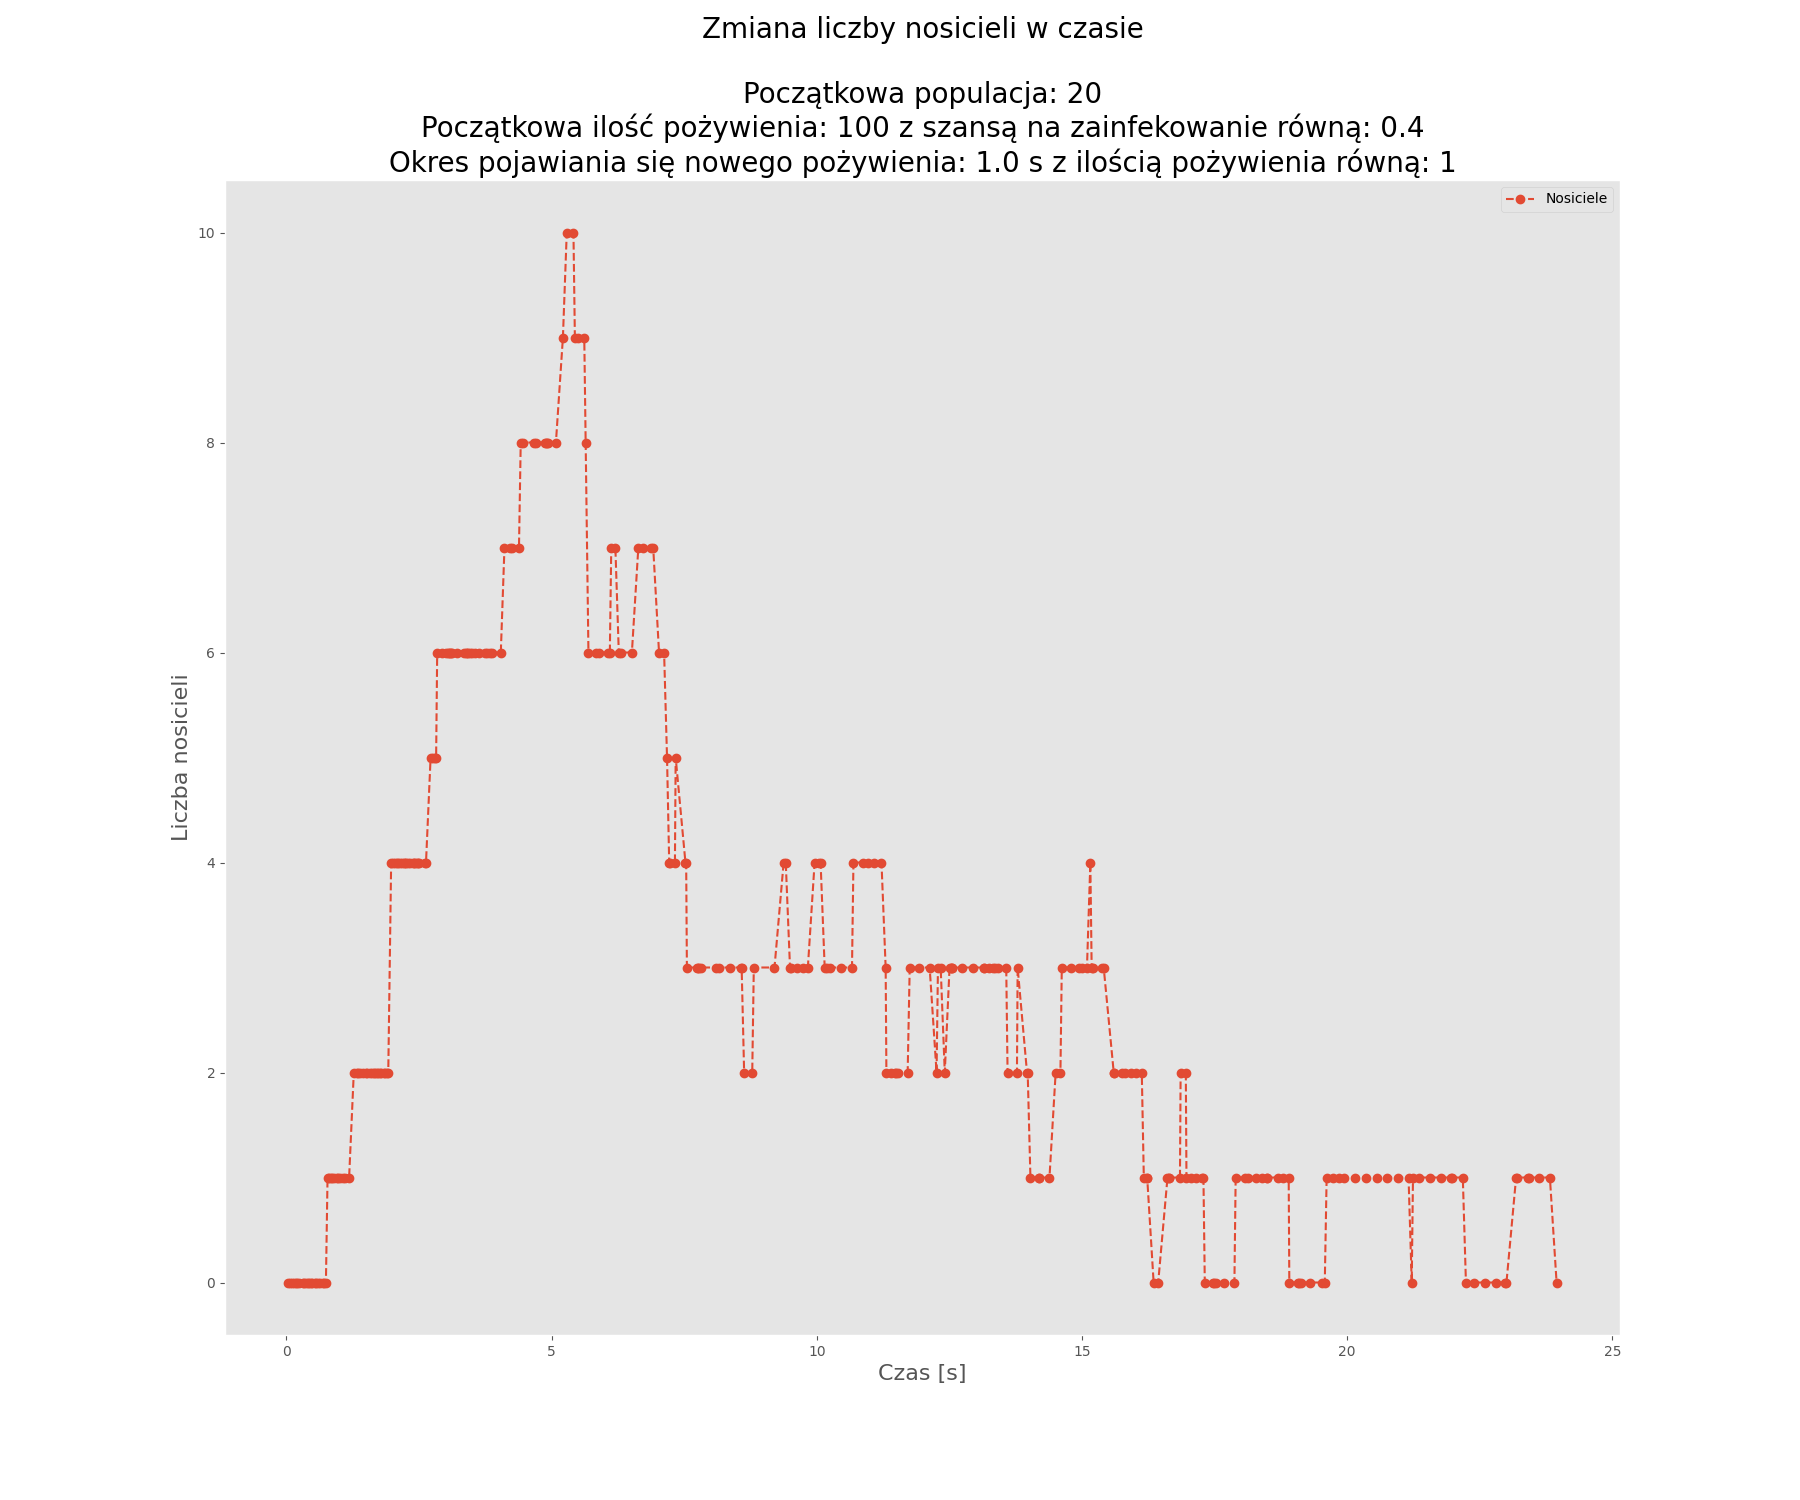 Zmiana liczby nosicieli w czasie
Początkowa populacja: 20
Początkowa ilość pożywienia: 100 z szansą na zainfekowanie równą: 0.4
Okres pojawiania się nowego pożywienia: 1.0 s z ilością pożywienia równą: 1
Nosiciele
10
8
6
4
2
0
Liczba nosicieli
0 5 10 15 20 25
Czas [s]